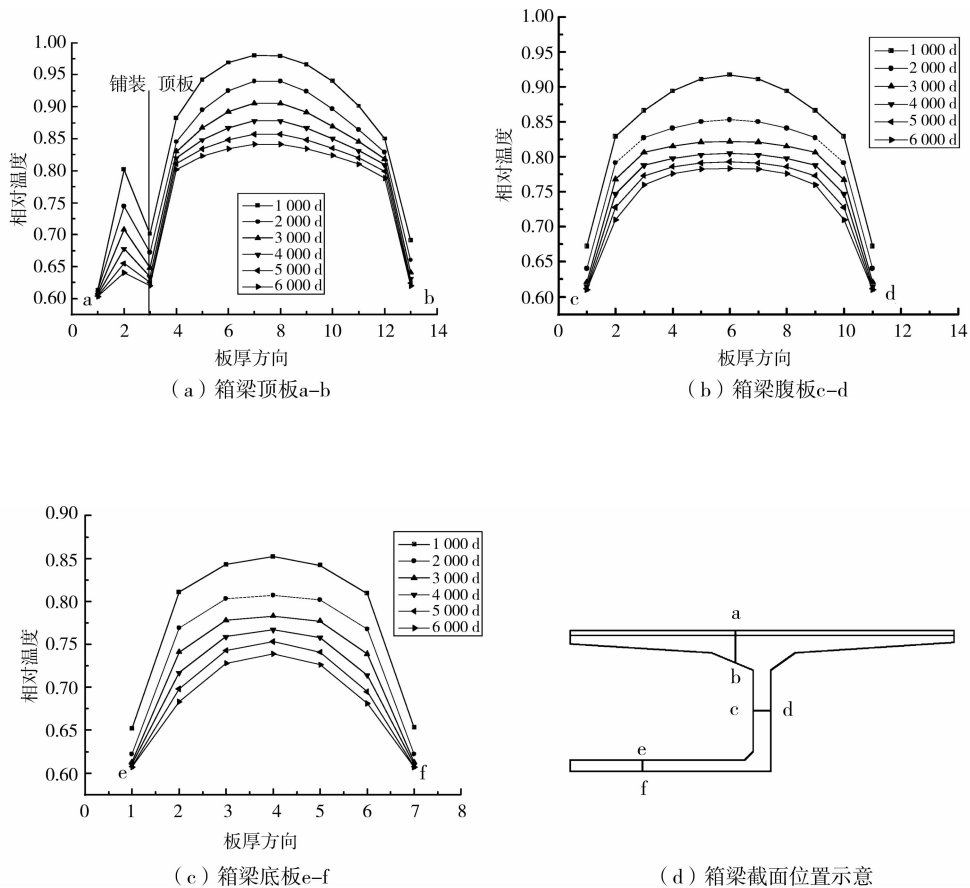 1.00
0.95
0.90
0.85
0.80
0.75
0.70
0.65
0.60
相对温度
铺装 顶板
1 000 d
2 000 d
3 000 d
4 000 d
5 000 d
6 000 d
a
b
0 2 4 6 8 10 12 14
板厚方向
(a)箱梁顶板a-b
1.00
0.95
0.90
0.85
0.80
0.75
0.70
0.65
0.60
相对温度
1 000 d
2 000 d
3 000 d
4 000 d
5 000 d
6 000 d
c
d
0 2 4 6 8 10 12 14
板厚方向
(b)箱梁腹板c-d
0.90
0.85
0.80
0.75
0.70
0.65
0.60
相对温度
1 000 d
2 000 d
3 000 d
4 000 d
5 000 d
6 000 d
e
f
0 1 2 3 4 5 6 7 8
板厚方向
(c)箱梁底板e-f
a
b
c d
e
f
(d)箱梁截面位置示意